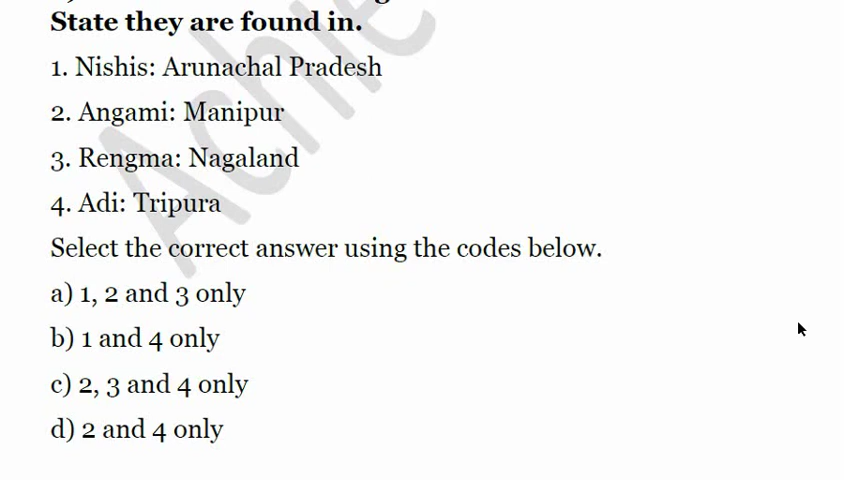 State they are found in.
1. Nishis: Arunachal Pradesh
2. Angami: Manipur
3. Rengma: Nagaland
4. Adi: Tripura
Select the correct answer using the codes below.
a) 1, 2 and 3 only
b) 1 and 4 only
c) 2, 3 and 4 only
d) 2 and 4 only
Achie